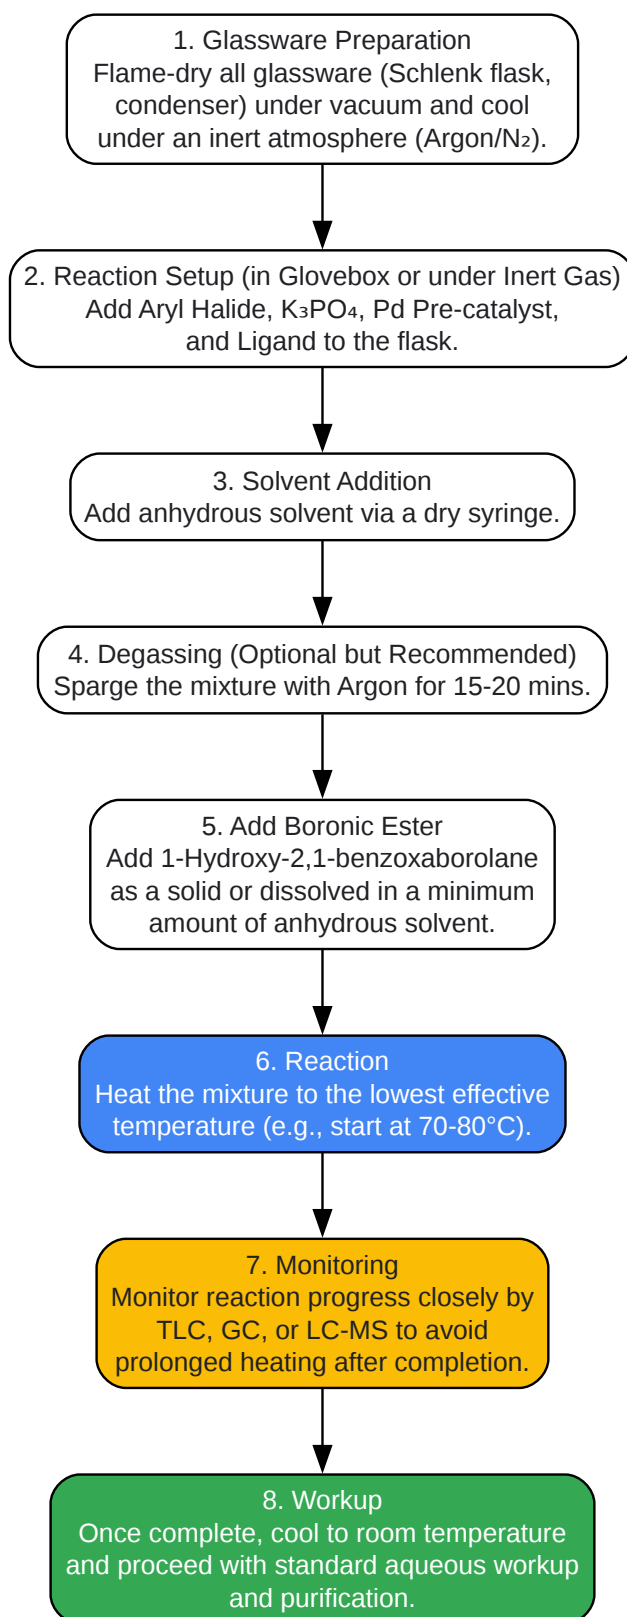 1. Glassware Preparation
Flame-dry all glassware (Schlenk flask,
condenser) under vacuum and cool
under an inert atmosphere (Argon/N₂).
2. Reaction Setup (in Glovebox or under Inert Gas)
Add Aryl Halide, K₃PO₄, Pd Pre-catalyst,
and Ligand to the flask.
3. Solvent Addition
Add anhydrous solvent via a dry syringe.
4. Degassing (Optional but Recommended)
Sparge the mixture with Argon for 15-20 mins.
5. Add Boronic Ester
Add 1-Hydroxy-2,1-benzoxaborolane
as a solid or dissolved in a minimum
amount of anhydrous solvent.
6. Reaction
Heat the mixture to the lowest effective
temperature (e.g., start at 70-80°C).
7. Monitoring
Monitor reaction progress closely by
TLC, GC, or LC-MS to avoid
prolonged heating after completion.
8. Workup
Once complete, cool to room temperature
and proceed with standard aqueous workup
and purification.